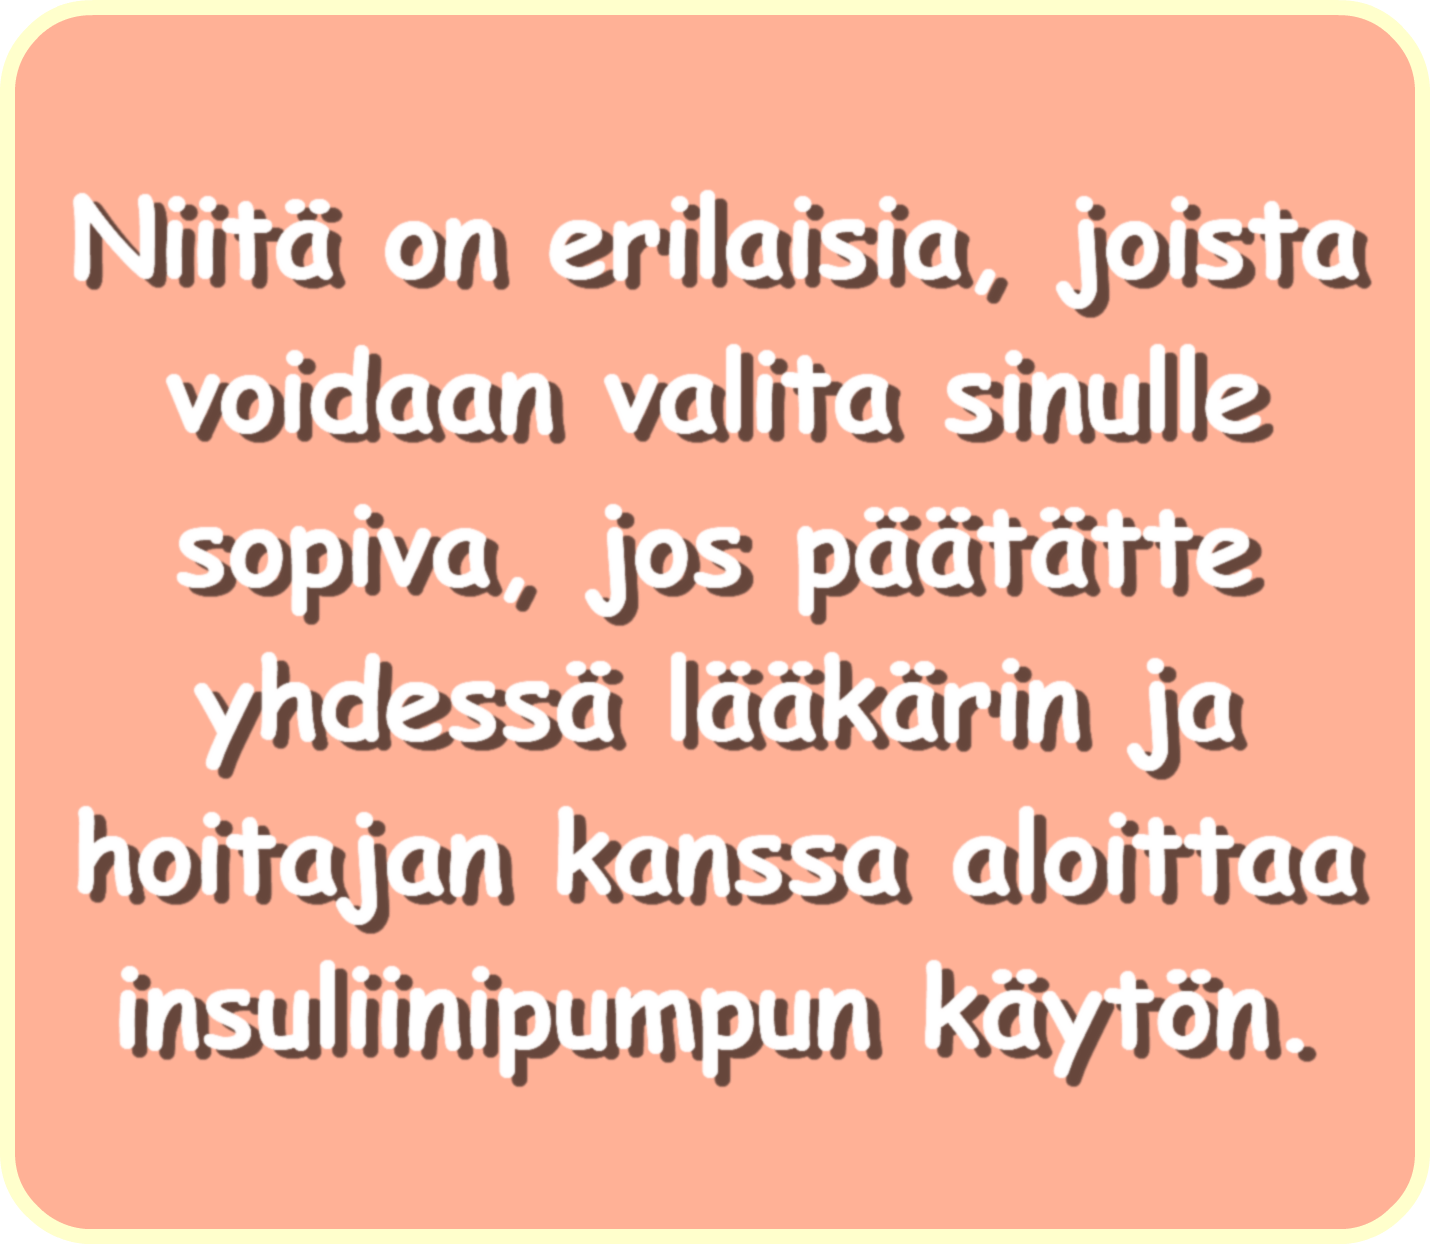 Niitä on erilaisia, joista
voidaan valita sinulle
sopiva, jos päätätte
yhdessä lääkärin ja
hoitajan kanssa aloittaa
insuliinipumpun käytön.